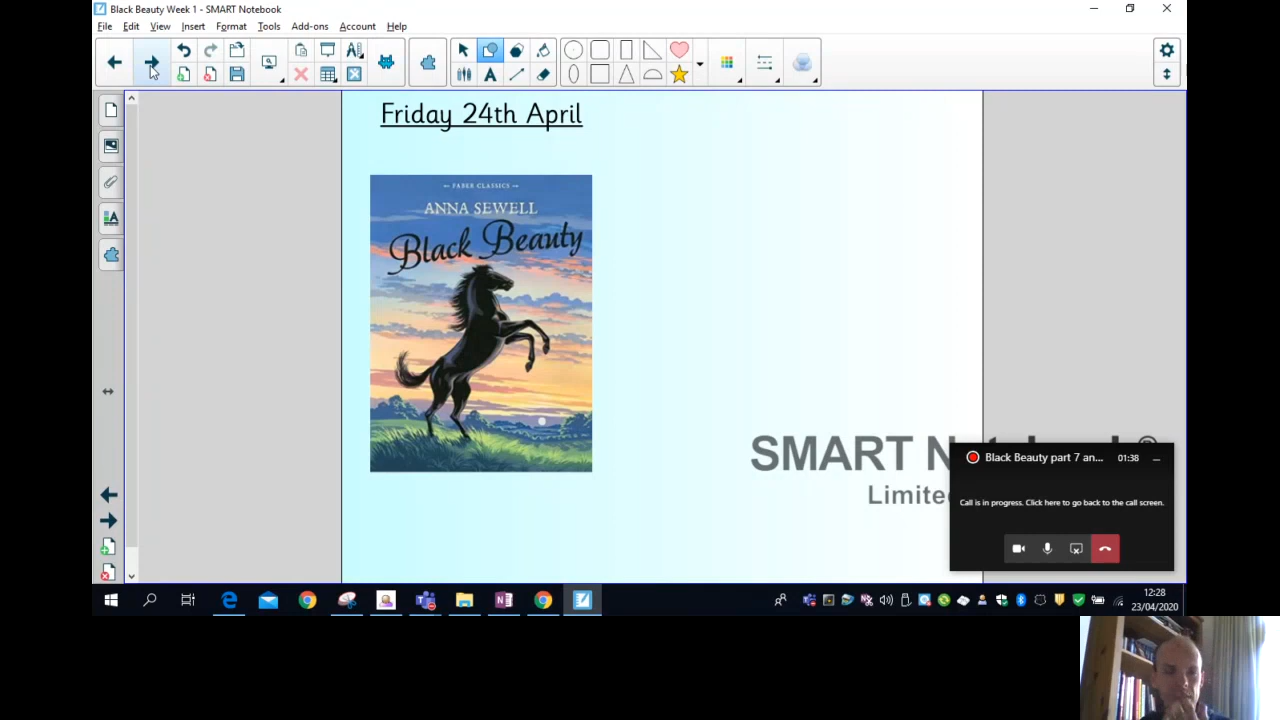 Black Beauty Week 1 - SMART Notebook
File Edit View Insert Format Tools Add-ons Account Help
Friday 24th April
FABER CLASSICS
ANNA SEWELL
Black Beauty
SMART N
Limite
Black Beauty part 7 an... 01:38
Call is in progress. Click here to go back to the call screen.
12:28
23/04/2020